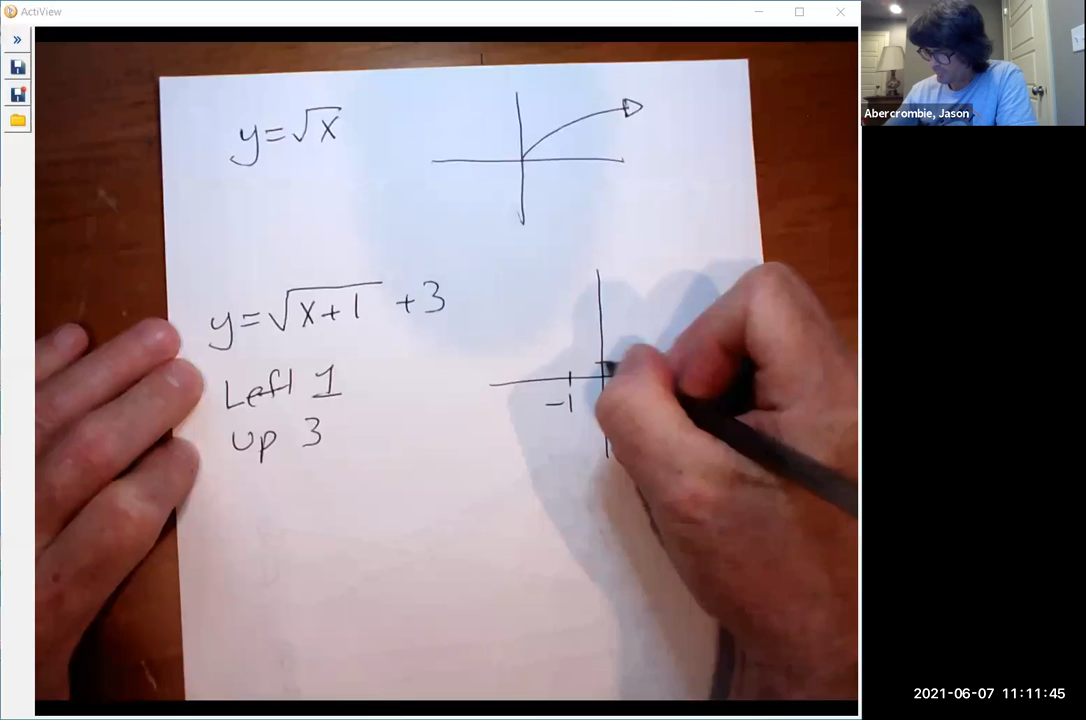 ActiView
»
y=√x
y=√x+1 +3
Left 1
up 3
-1
Abercrombie, Jason
2021-06-07 11:11:45